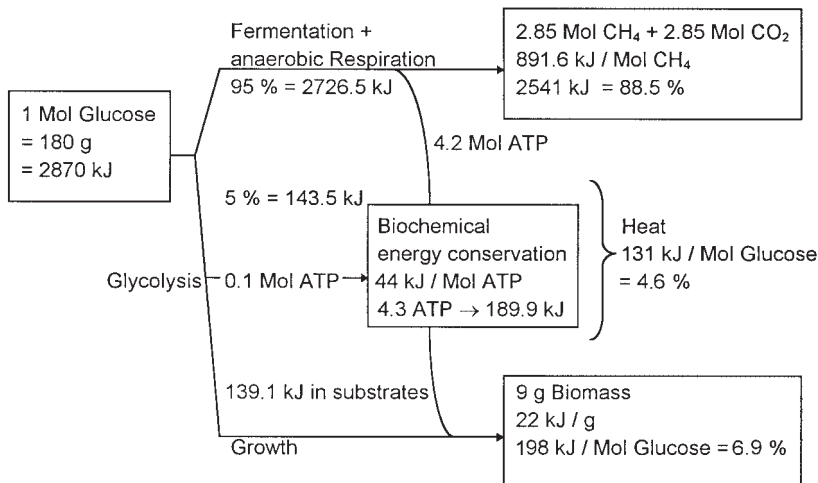 Fermentation +
anaerobic Respiration
95 % = 2726.5 kJ
2.85 Mol CH₄ + 2.85 Mol CO₂
891.6 kJ / Mol CH₄
2541 kJ = 88.5 %
1 Mol Glucose
= 180 g
= 2870 kJ
4.2 Mol ATP
5 % = 143.5 kJ
Biochemical
energy conservation
44 kJ / Mol ATP
4.3 ATP → 189.9 kJ
Heat
131 kJ / Mol Glucose
= 4.6 %
Glycolysis
0.1 Mol ATP
139.1 kJ in substrates
Growth
9 g Biomass
22 kJ / g
198 kJ / Mol Glucose = 6.9 %